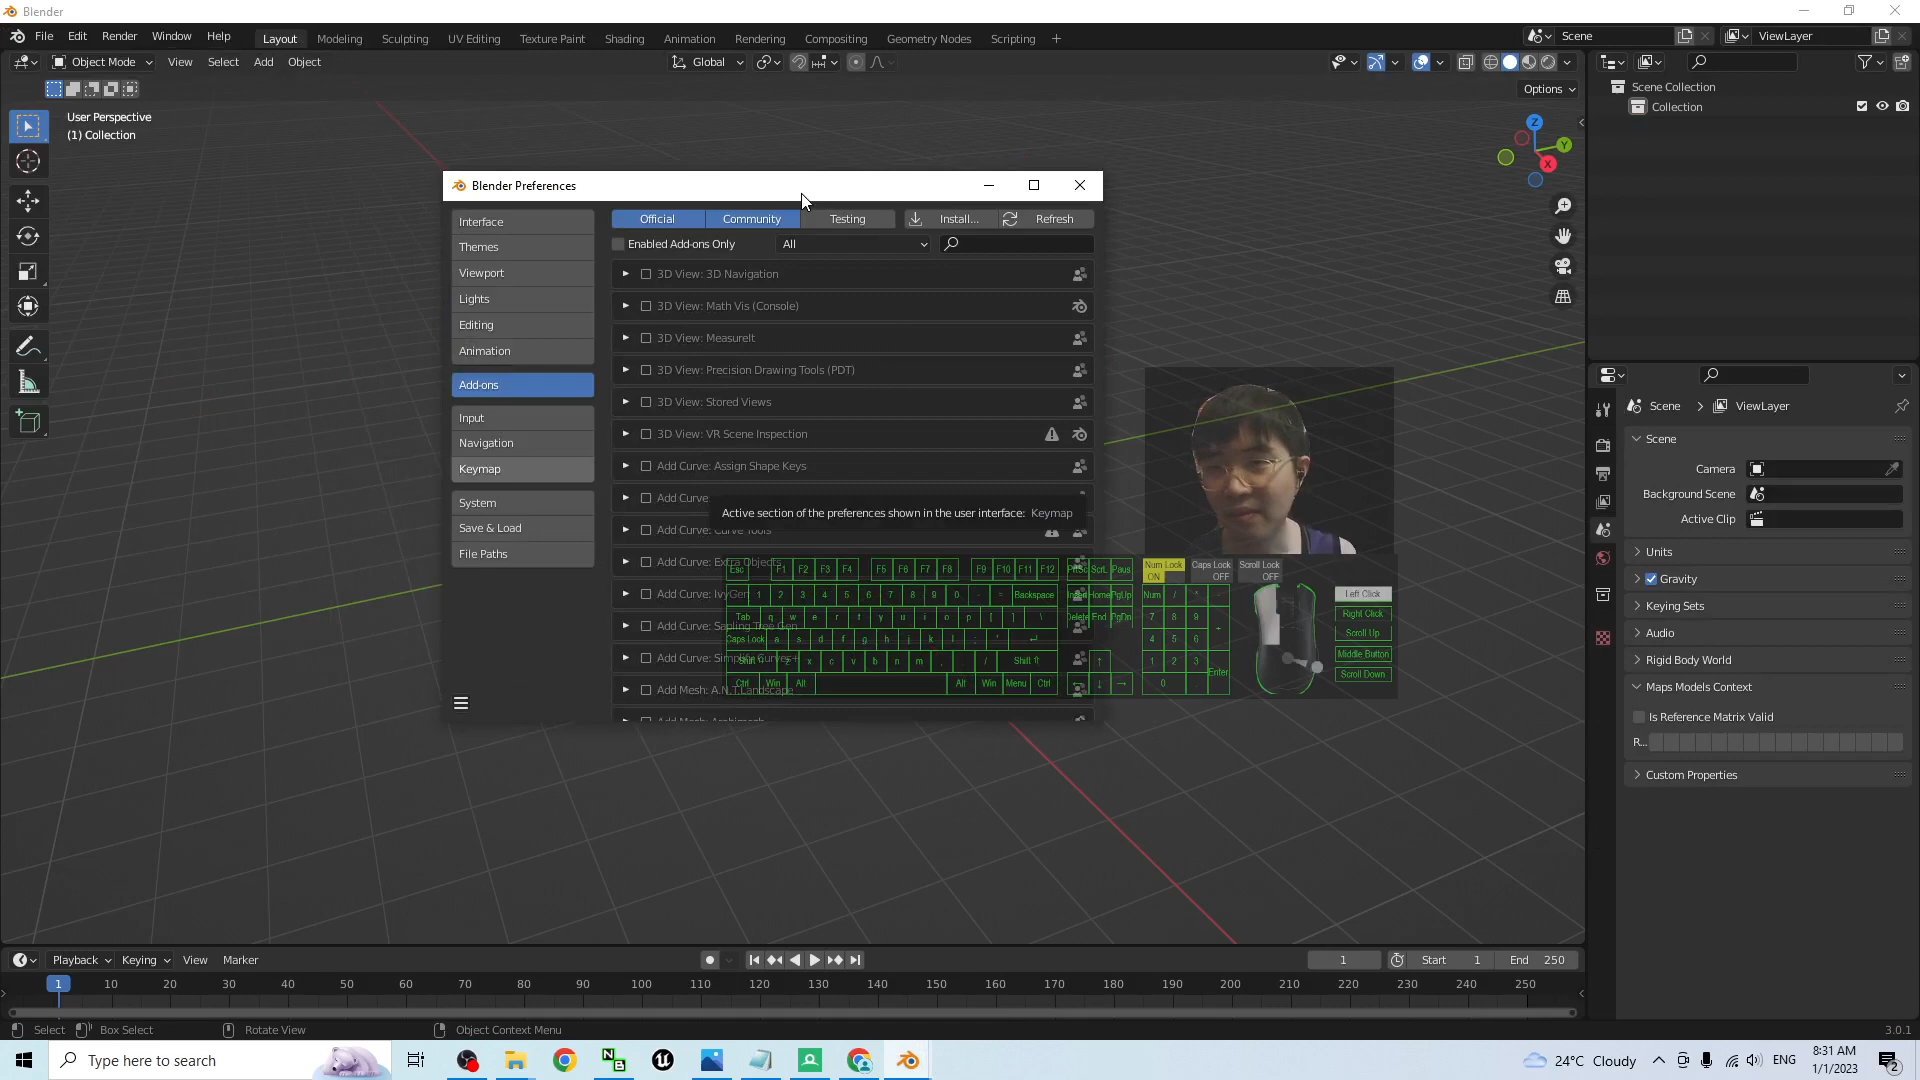 Blender
File Edit Render Window Help
Layout Modeling Sculpting UV Editing Texture Paint Shading Animation Rendering Compositing Geometry Nodes Scripting +
Scene
ViewLayer
Object Mode View Select Add Object
Global
Options
User Perspective
(1) Collection
Z
Y
X
Scene Collection
Collection
Blender Preferences
Interface
Themes
Viewport
Lights
Editing
Animation
Add-ons
Input
Navigation
Keymap
System
Save & Load
File Paths
Official Community Testing Install... Refresh
Enabled Add-ons Only All
3D View: 3D Navigation
3D View: Math Vis (Console)
3D View: MeasureIt
3D View: Precision Drawing Tools (PDT)
3D View: Stored Views
3D View: VR Scene Inspection
Add Curve: Assign Shape Keys
Add Curve:
Active section of the preferences shown in the user interface: Keymap
Add Curve: Curve Tools
Add Curve: Extra Objects
Add Curve: IvyGen
Add Curve: Sapling Tree Gen
Add Curve: Simplify Curves+
Add Mesh: A.N.T.Landscape
Add Mesh: Archimesh
Esc F1 F2 F3 F4 F5 F6 F7 F8 F9 F10 F11 F12 PrtSc ScrL Paus
1 2 3 4 5 6 7 8 9 0 - = Backspace Home PgUp
Tab q w e r t y u i o p [ ] \ Delete End PgDn
Caps Lock a s d f g h j k l ; '
Shift z x c v b n m , . / Shift
Ctrl Win Alt Alt Win Menu Ctrl
Num Lock
ON
Caps Lock
OFF
Scroll Lock
OFF
Num / * -
7 8 9 +
4 5 6
1 2 3 Enter
0 .
Left Click
Right Click
Scroll Up
Middle Button
Scroll Down
Scene > ViewLayer
Scene
Camera
Background Scene
Active Clip
Units
Gravity
Keying Sets
Audio
Rigid Body World
Maps Models Context
Is Reference Matrix Valid
R...
Custom Properties
Playback Keying View Marker
1 Start 1 End 250
1 10 20 30 40 50 60 70 80 90 100 110 120 130 140 150 160 170 180 190 200 210 220 230 240 250
Select Box Select Rotate View Object Context Menu
3.0.1
Type here to search
24°C Cloudy
ENG
8:31 AM
1/1/2023
2